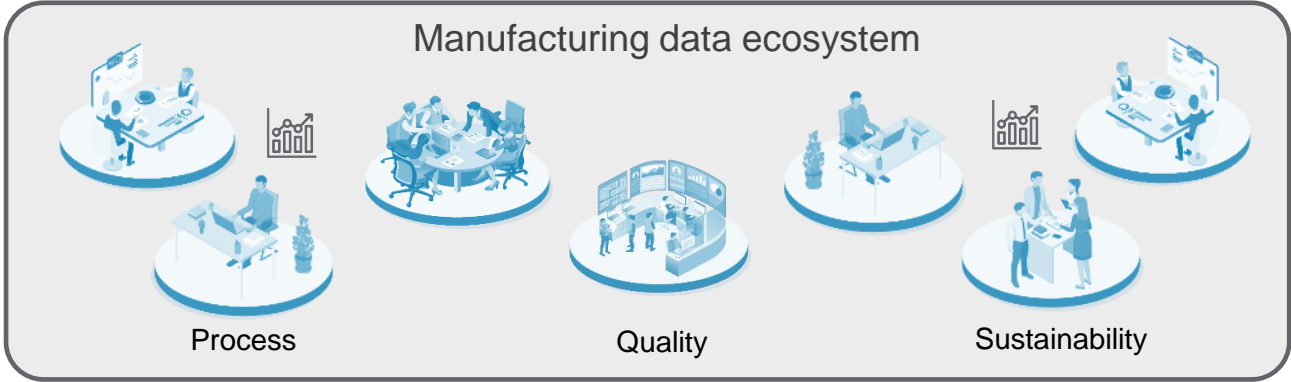 Manufacturing data ecosystem
Process
Quality
Sustainability